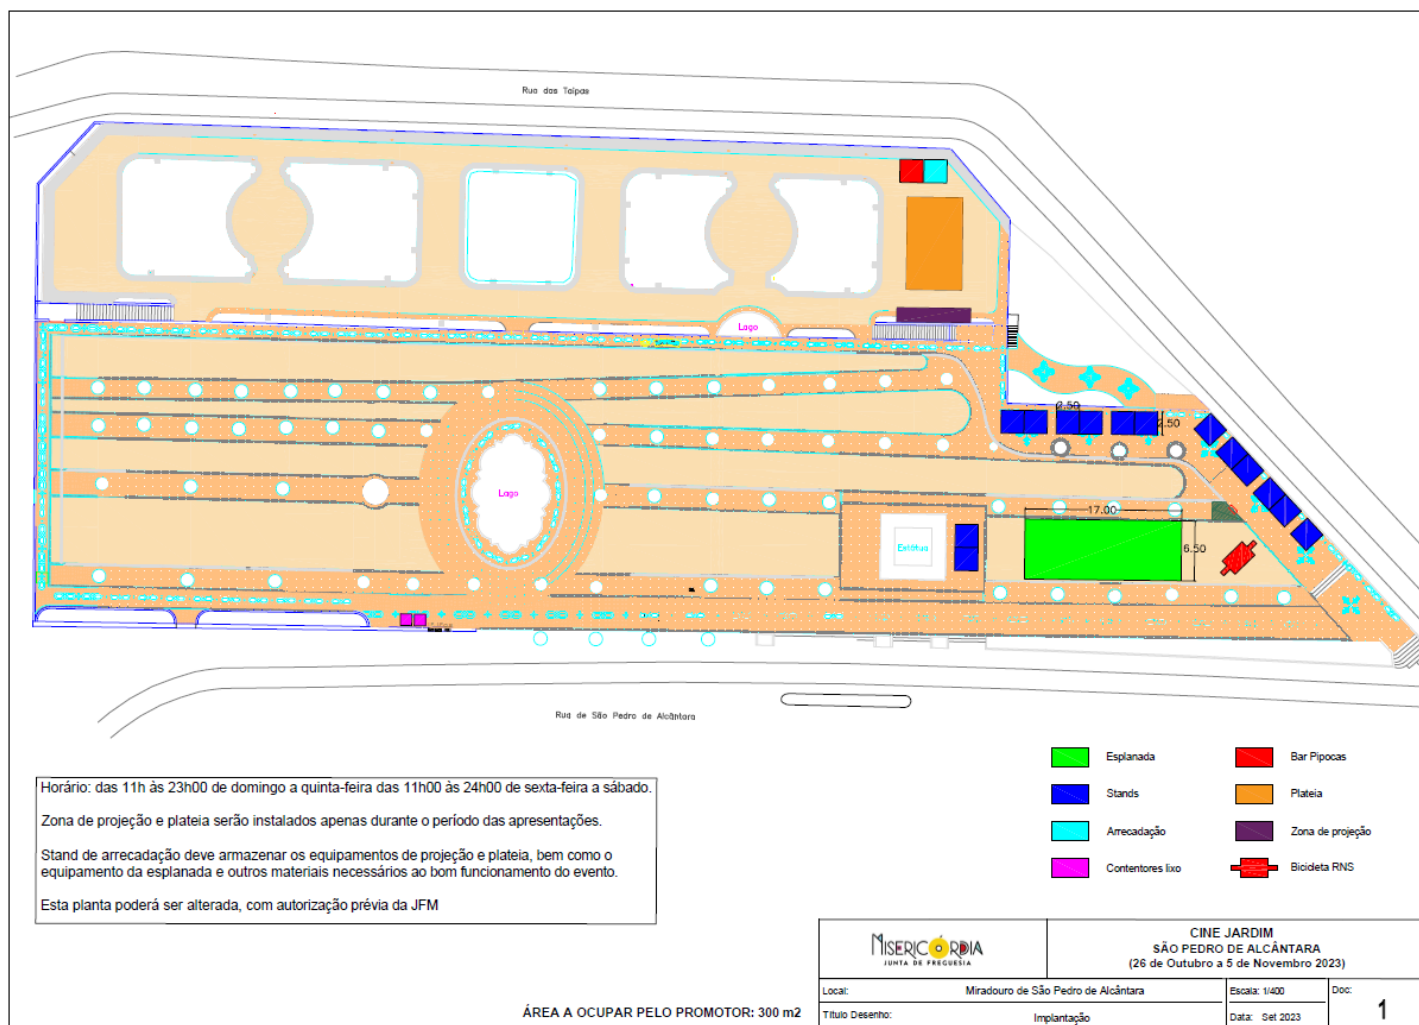 Rua das Taipas
Lago
2.50
2.50
Lago
17.00
6.50
Estátua
Rua de São Pedro de Alcântara
Horário: das 11h às 23h00 de domingo a quinta-feira das 11h00 às 24h00 de sexta-feira a sábado.
Zona de projeção e plateia serão instalados apenas durante o período das apresentações.
Stand de arrecadação deve armazenar os equipamentos de projeção e plateia, bem como o
equipamento da esplanada e outros materiais necessários ao bom funcionamento do evento.
Esta planta poderá ser alterada, com autorização prévia da JFM
Esplanada
Bar Pipocas
Stands
Plateia
Arrecadação
Zona de projeção
Contentores lixo
Bicicleta RNS
MISERICÓRDIA
JUNTA DE FREGUESIA
CINE JARDIM
SÃO PEDRO DE ALCÂNTARA
(26 de Outubro a 5 de Novembro 2023)
Local: Miradouro de São Pedro de Alcântara
Escala: 1/400
Doc:
1
Título Desenho: Implantação
Data: Set 2023
ÁREA A OCUPAR PELO PROMOTOR: 300 m2